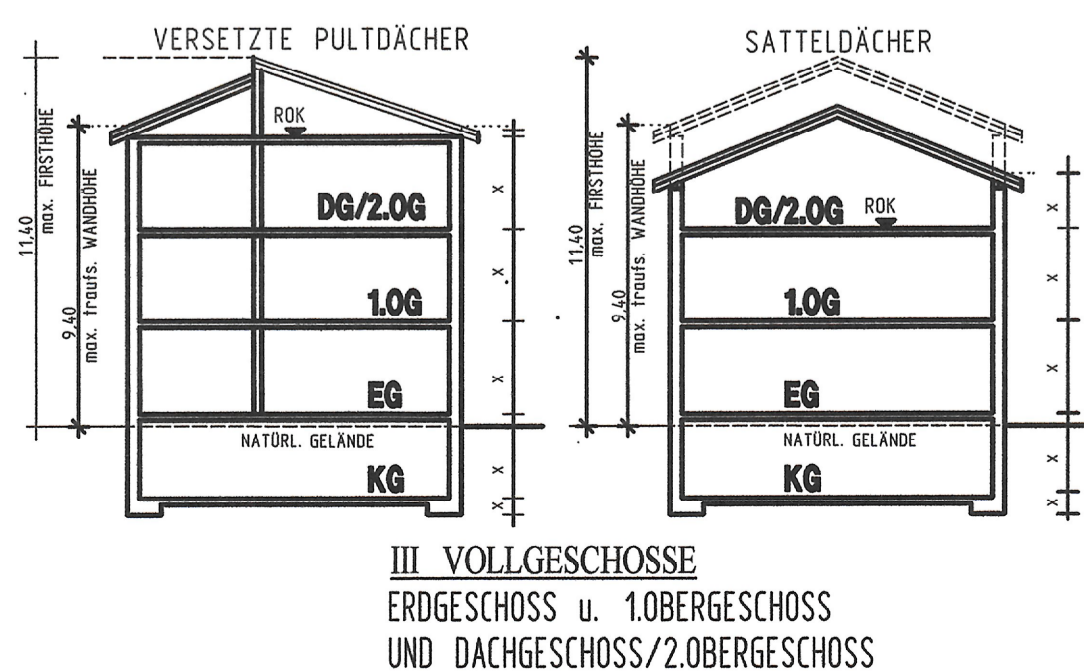 VERSETZTE PULTDÄCHER
ROK
11,40
max. FIRSTHÖHE
9,40
max. traufs. WANDHÖHE
DG/2.OG
1.OG
EG
NATÜRL. GELÄNDE
KG
x
x
x
x
SATTELDÄCHER
11,40
max. FIRSTHÖHE
9,40
max. traufs. WANDHÖHE
DG/2.OG ROK
1.OG
EG
NATÜRL. GELÄNDE
KG
x
x
x
x
x
III VOLLGESCHOSSE
ERDGESCHOSS u. 1.OBERGESCHOSS
UND DACHGESCHOSS/2.OBERGESCHOSS